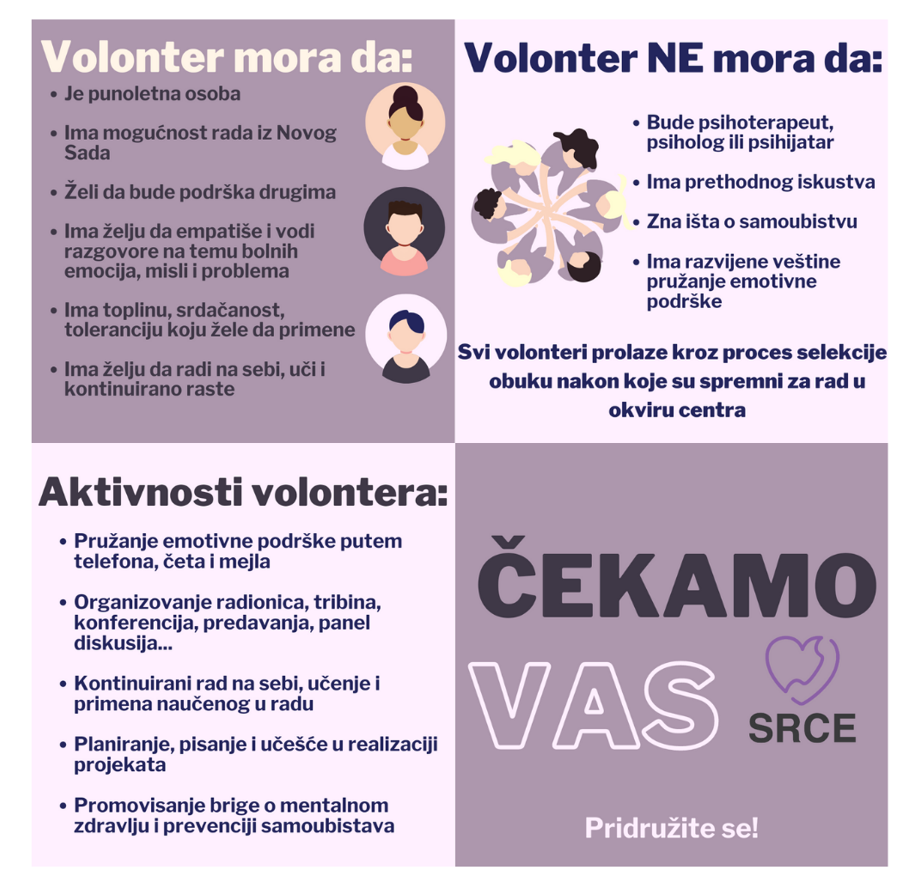 Volonter mora da:
Je punoletna osoba
Ima mogućnost rada iz Novog
Sada
Želi da bude podrška drugima
Ima želju da empatiše i vodi
razgovore na temu bolnih
emocija, misli i problema
Ima toplinu, srdačanost,
toleranciju koju žele da primene
Ima želju da radi na sebi, uči i
kontinuirano raste
Volonter NE mora da:
Bude psihoterapeut,
psiholog ili psihijatar
Ima prethodnog iskustva
Zna išta o samoubistvu
Ima razvijene veštine
pružanje emotivne
podrške
Svi volonteri prolaze kroz proces selekcije
obuku nakon koje su spremni za rad u
okviru centra
Aktivnosti volontera:
Pružanje emotivne podrške putem
telefona, četa i mejla
Organizovanje radionica, tribina,
konferencija, predavanja, panel
diskusija...
Kontinuirani rad na sebi, učenje i
primena naučenog u radu
Planiranje, pisanje i učešće u realizaciji
projekata
Promovisanje brige o mentalnom
zdravlju i prevenciji samoubistava
ČEKAMO
VAS
SRCE
Pridružite se!